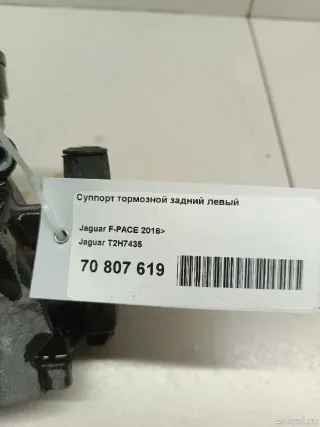 Суппорт тормозной задний левый
Jaguar F-PACE 2016>
Jaguar T2H7435
70 807 619